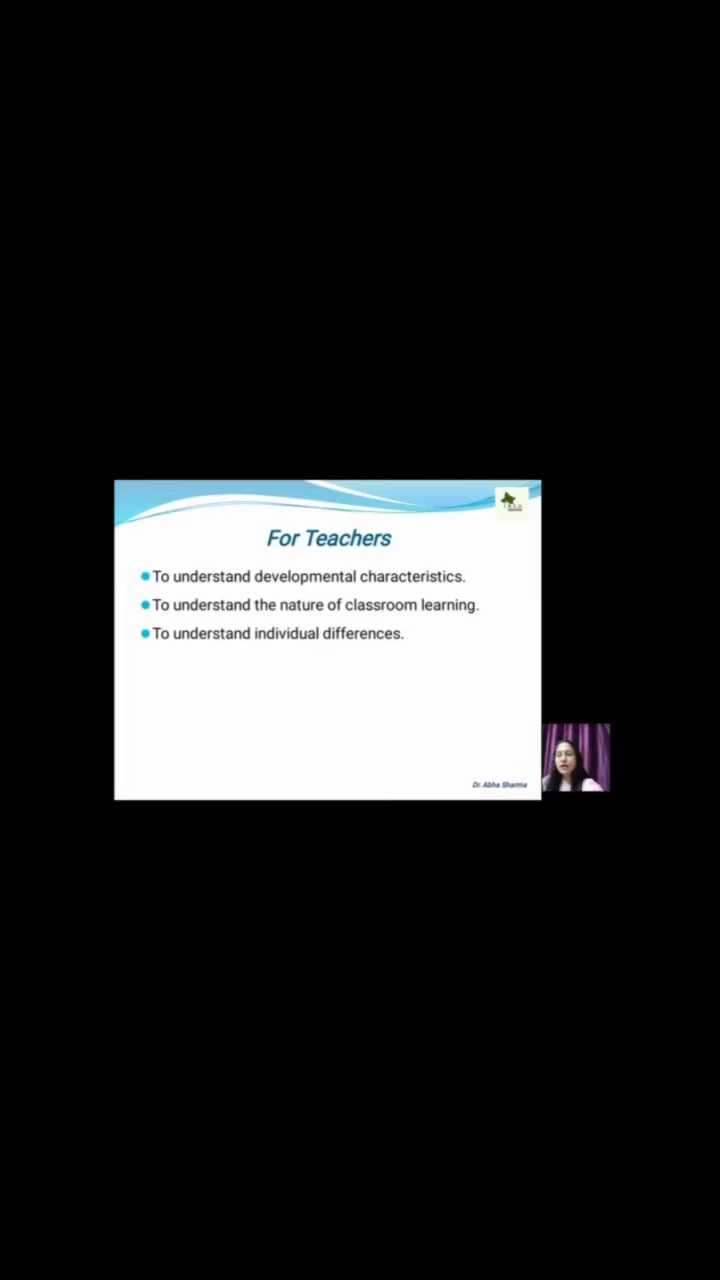 For Teachers
To understand developmental characteristics.
To understand the nature of classroom learning.
To understand individual differences.
Dr. Abha Sharma